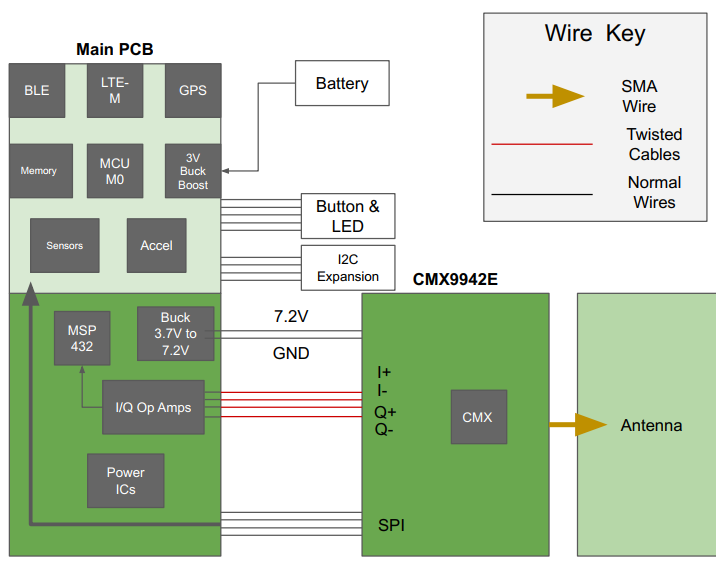 Main PCB
BLE
LTE-
M
GPS
Memory
MCU
M0
3V
Buck
Boost
Sensors
Accel
Battery
Button &
LED
I2C
Expansion
Wire Key
SMA
Wire
Twisted
Cables
Normal
Wires
CMX9942E
MSP
432
Buck
3.7V to
7.2V
7.2V
GND
I/Q Op Amps
I+
I-
Q+
Q-
CMX
Antenna
Power
ICs
SPI